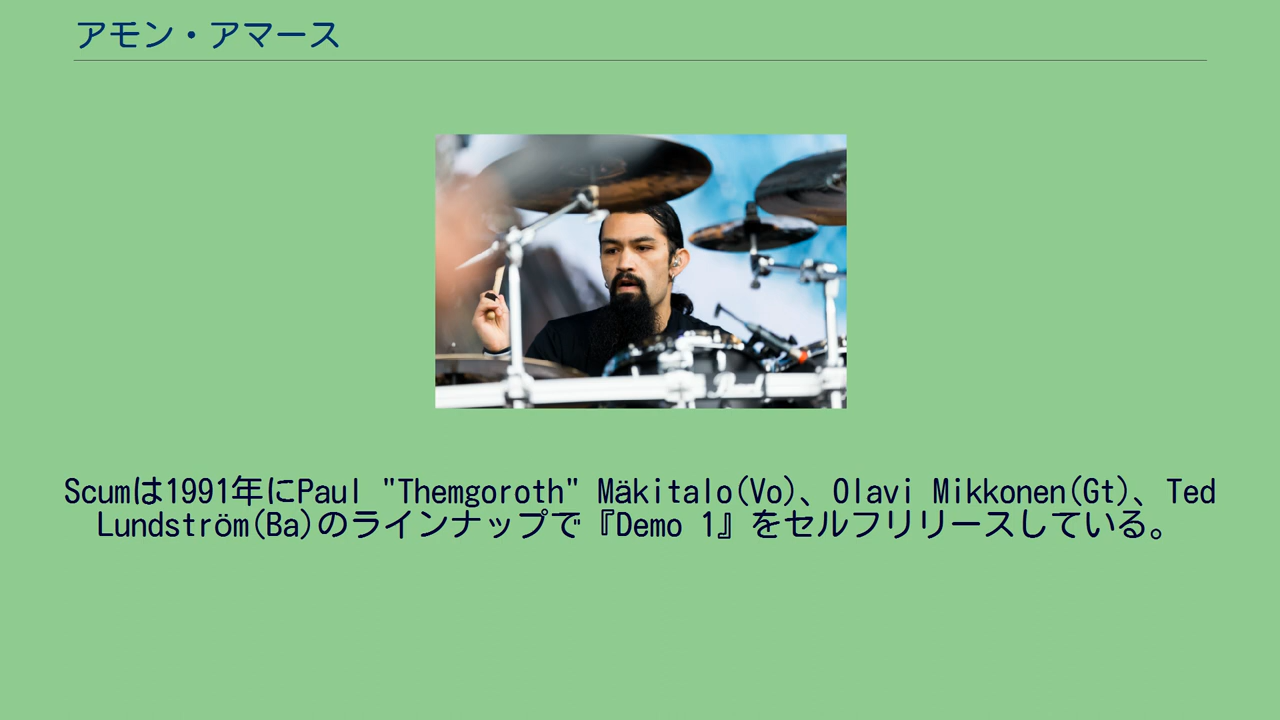 アモン・アマース
Pearl
Scumは1991年にPaul "Themgoroth" Mäkitalo(Vo)、Olavi Mikkonen(Gt)、Ted
Lundström(Ba)のラインナップで『Demo 1』をセルフリリースしている。